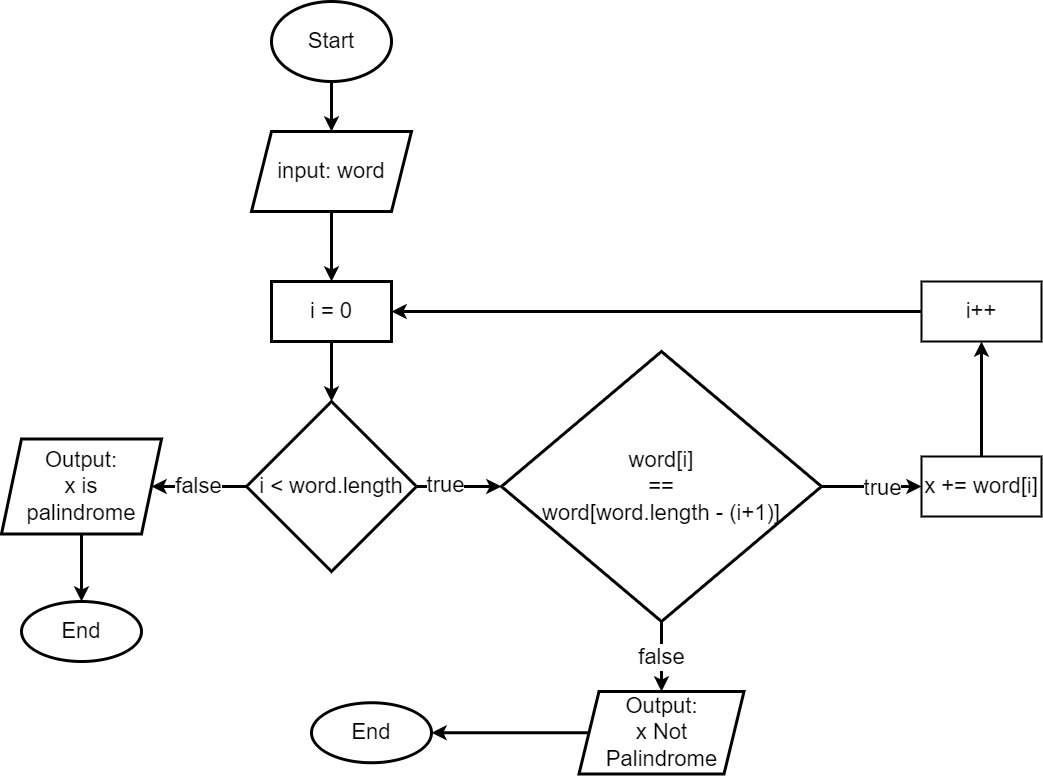 Start
input: word
i = 0
i++
i < word.length
true
false
Output:
x is
palindrome
End
word[i]
==
word[word.length - (i+1)]
true
x += word[i]
false
Output:
x Not
Palindrome
End